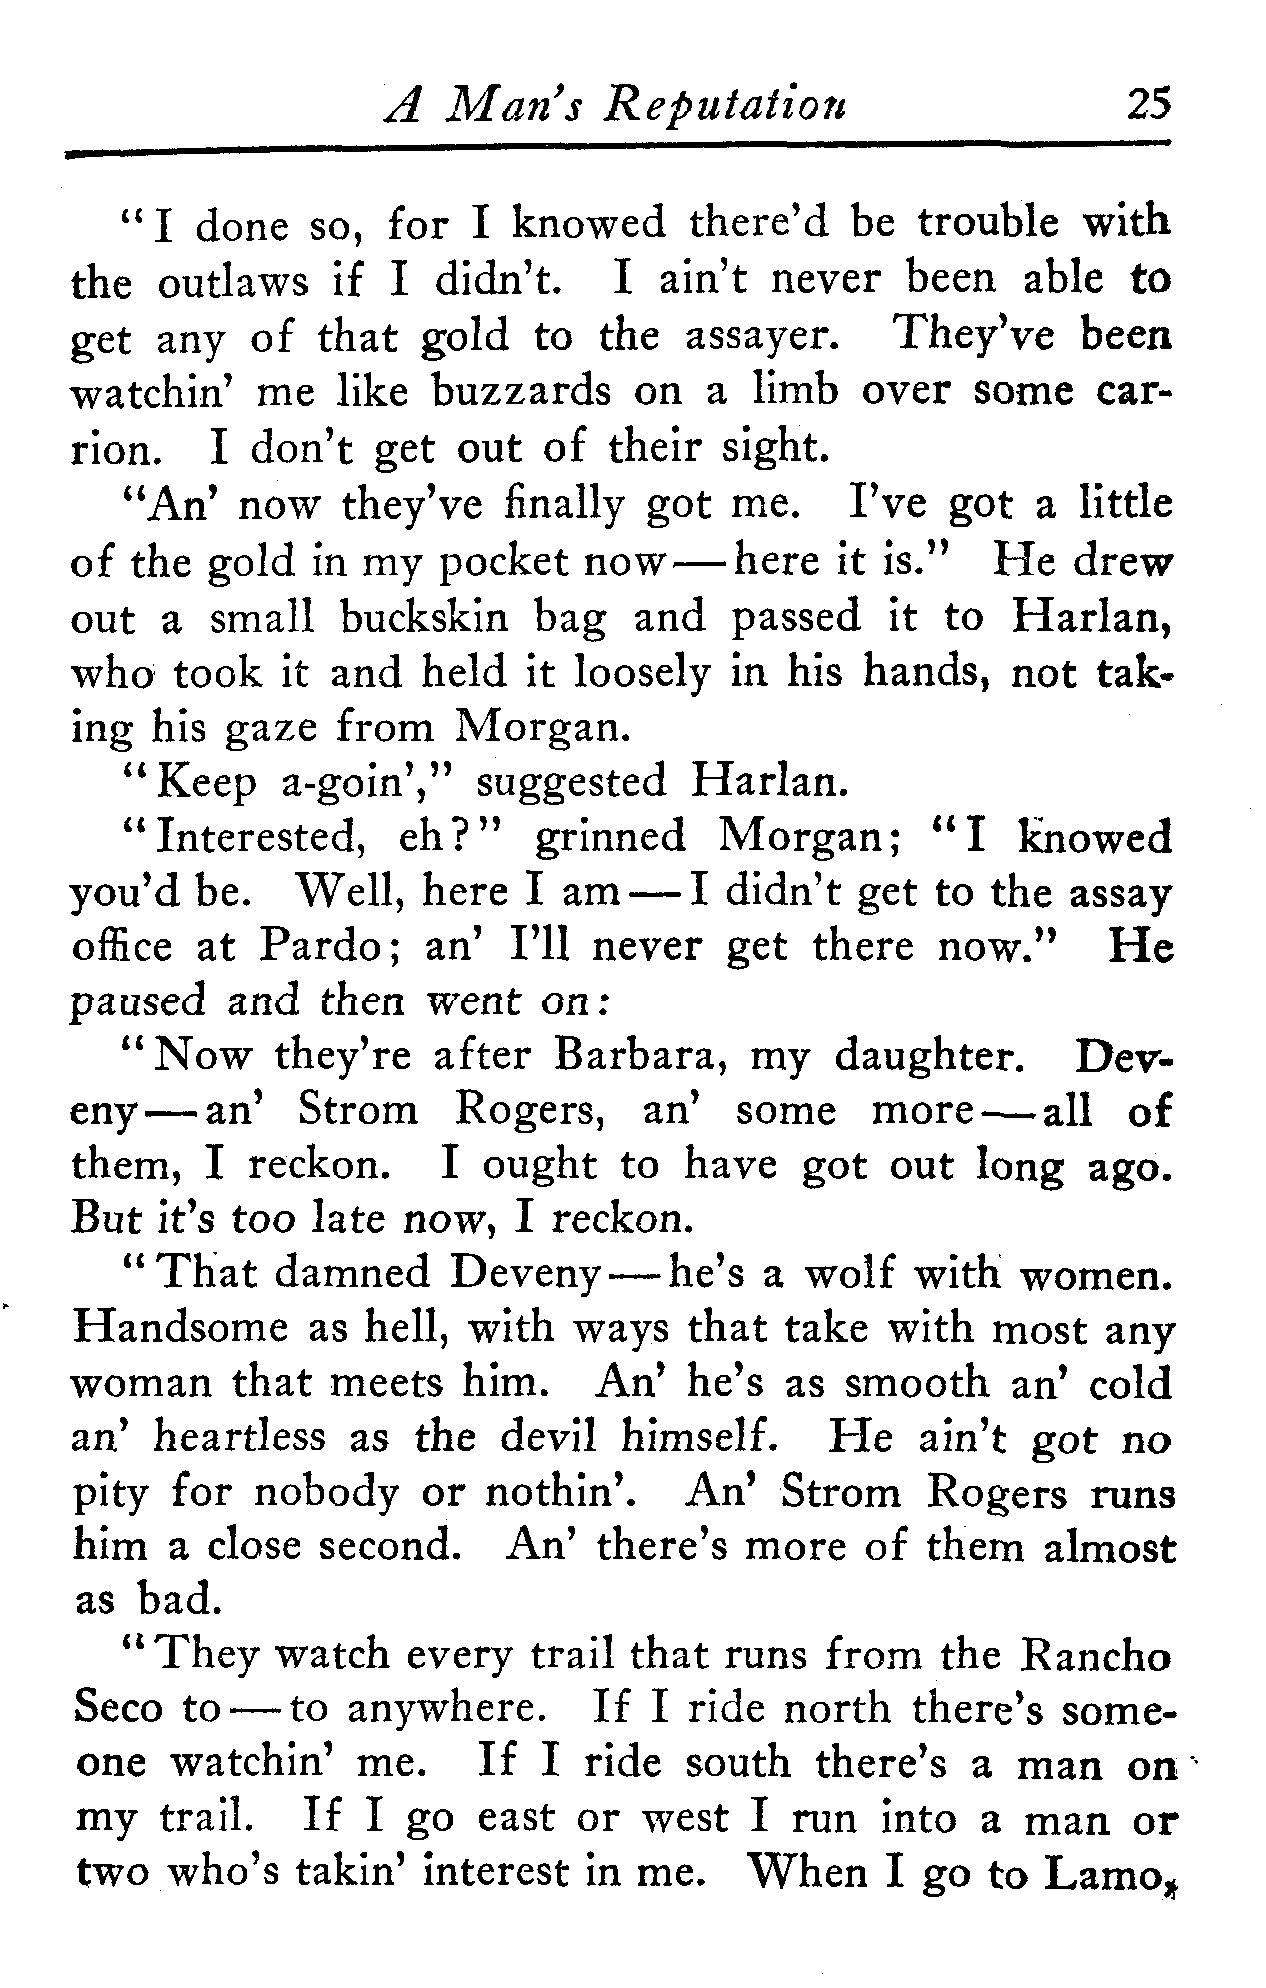 A Man's Reputation 25
"I done so, for I knowed there'd be trouble with
the outlaws if I didn't. I ain't never been able to
get any of that gold to the assayer. They've been
watchin' me like buzzards on a limb over some car-
rion. I don't get out of their sight.
"An' now they've finally got me. I've got a little
of the gold in my pocket now—here it is." He drew
out a small buckskin bag and passed it to Harlan,
who took it and held it loosely in his hands, not tak-
ing his gaze from Morgan.
"Keep a-goin'," suggested Harlan.
"Interested, eh?" grinned Morgan; "I knowed
you'd be. Well, here I am—I didn't get to the assay
office at Pardo; an' I'll never get there now." He
paused and then went on:
"Now they're after Barbara, my daughter. Dev-
eny—an' Strom Rogers, an' some more—all of
them, I reckon. I ought to have got out long ago.
But it's too late now, I reckon.
"That damned Deveny—he's a wolf with women.
Handsome as hell, with ways that take with most any
woman that meets him. An' he's as smooth an' cold
an' heartless as the devil himself. He ain't got no
pity for nobody or nothin'. An' Strom Rogers runs
him a close second. An' there's more of them almost
as bad.
"They watch every trail that runs from the Rancho
Seco to—to anywhere. If I ride north there's some-
one watchin' me. If I ride south there's a man on
my trail. If I go east or west I run into a man or
two who's takin' interest in me. When I go to Lamo,